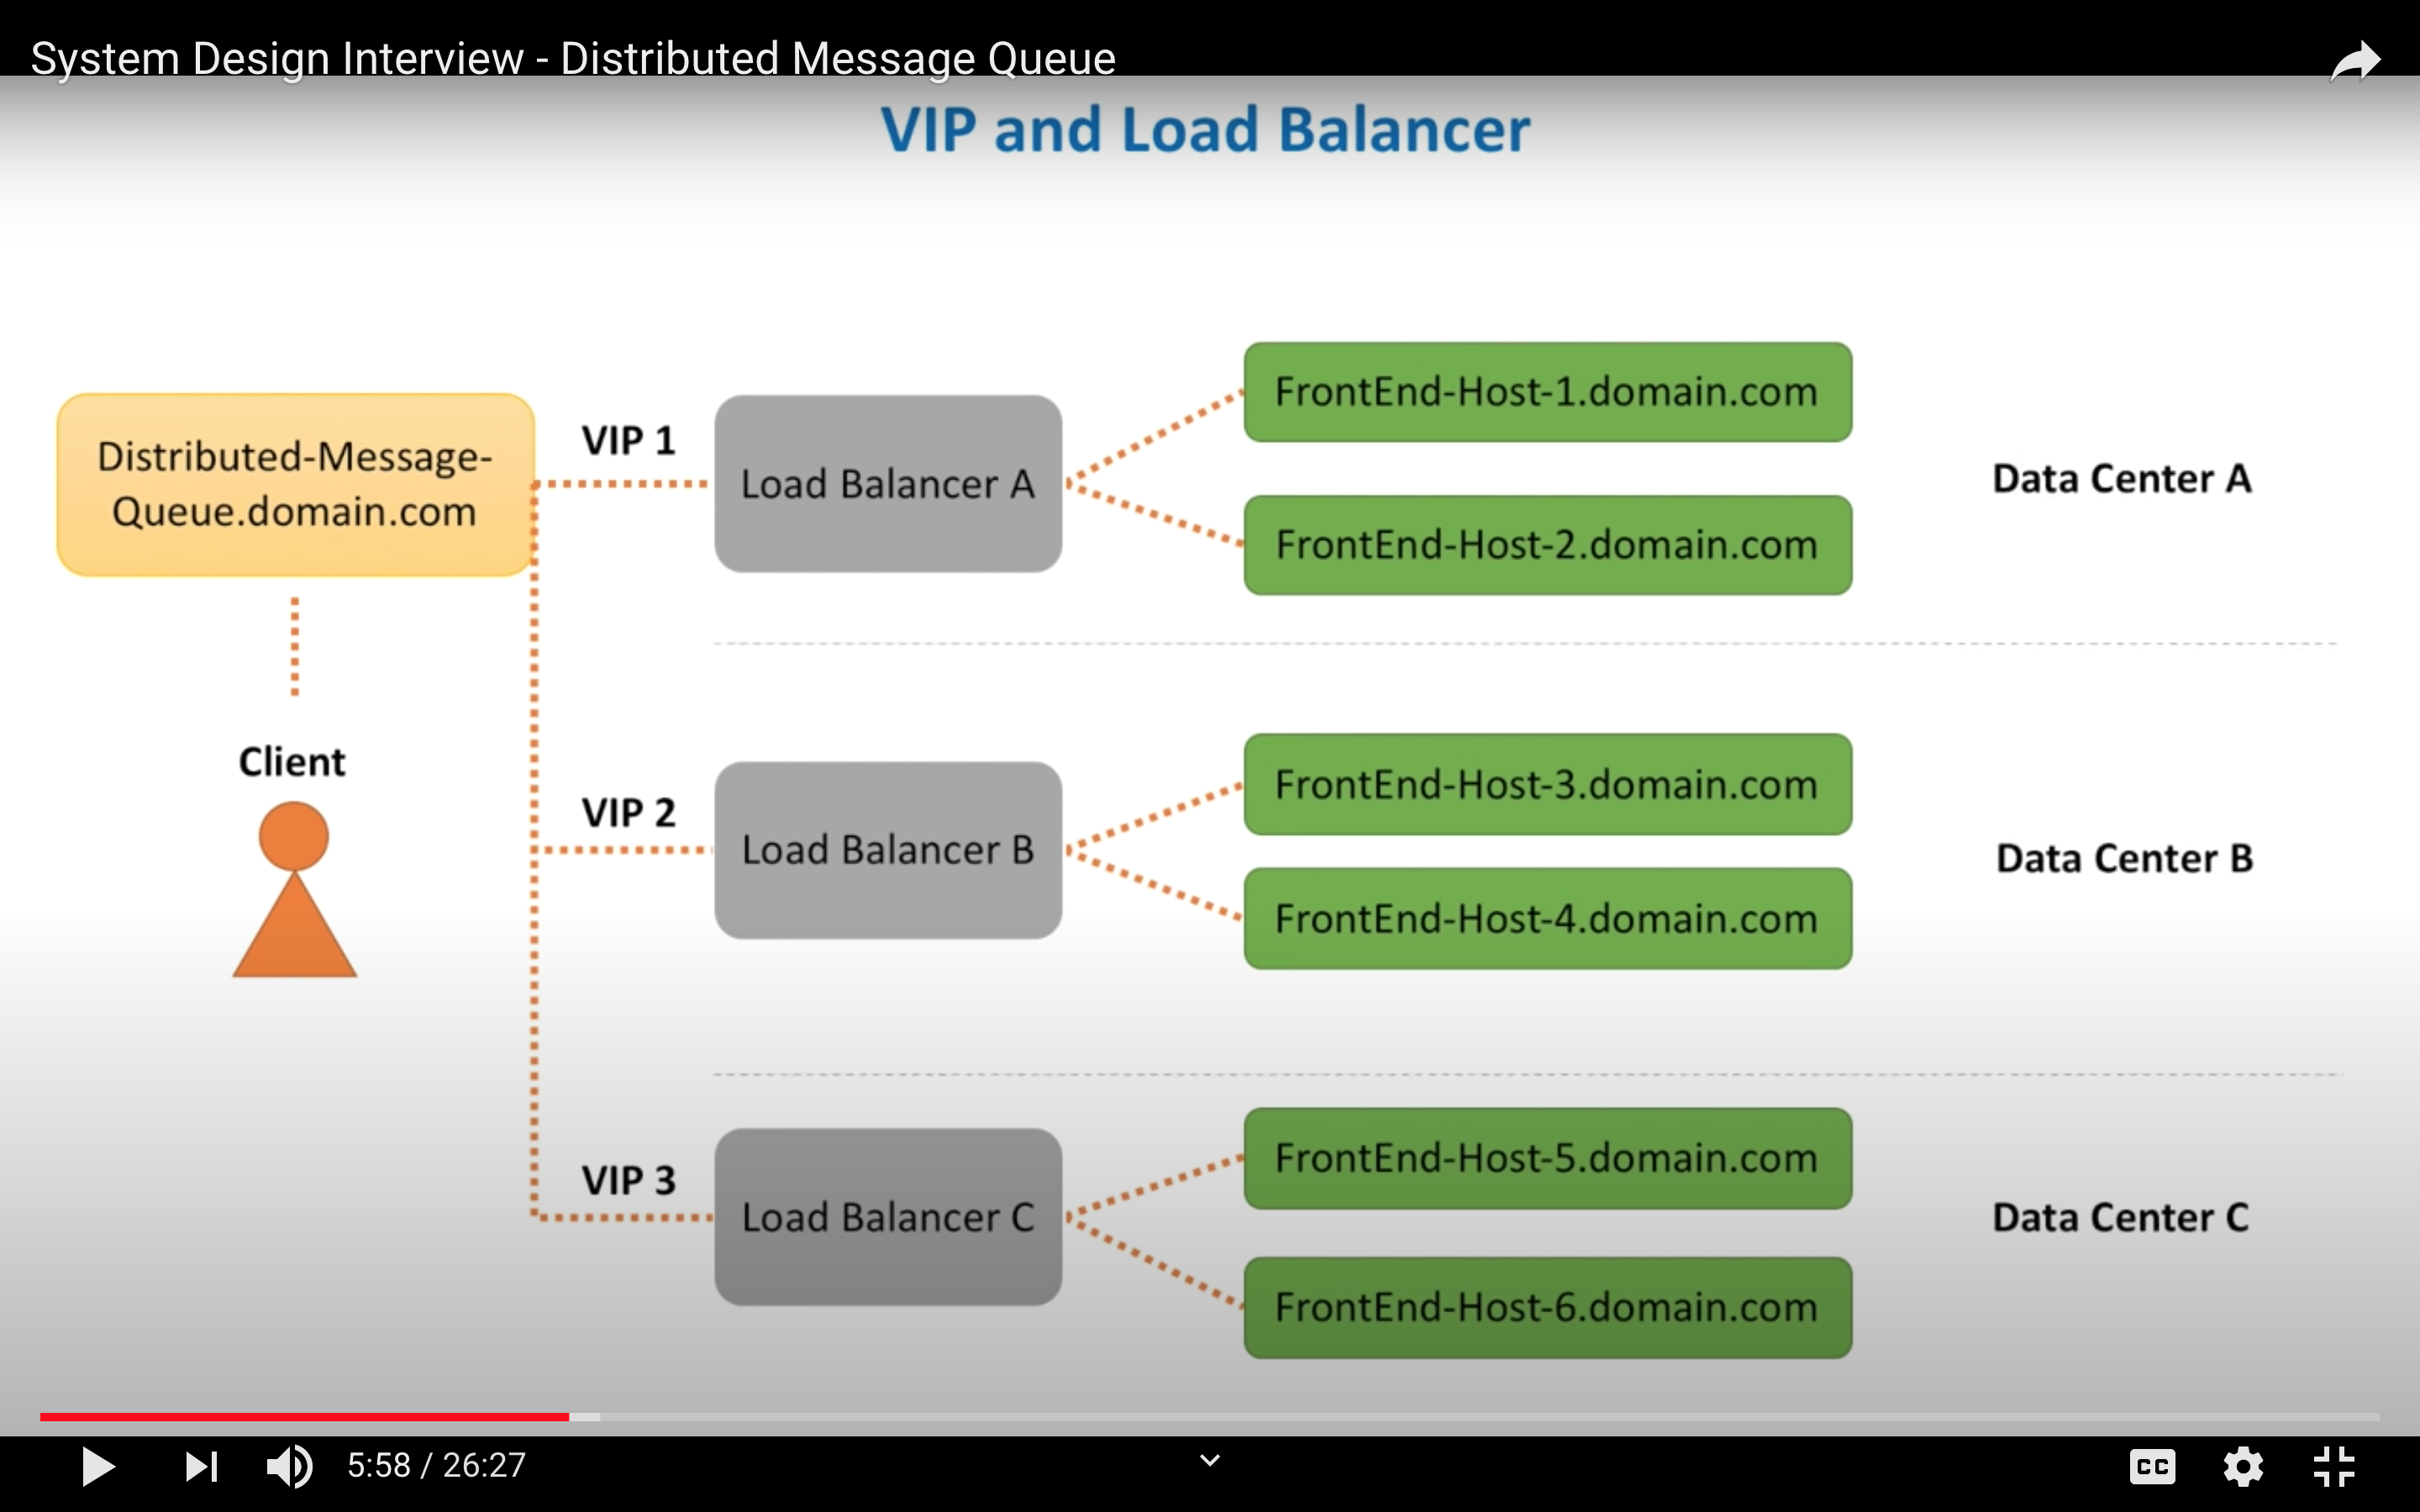 System Design Interview - Distributed Message Queue
VIP and Load Balancer
Distributed-Message-
Queue.domain.com
Client
VIP 1
Load Balancer A
FrontEnd-Host-1.domain.com
FrontEnd-Host-2.domain.com
Data Center A
VIP 2
Load Balancer B
FrontEnd-Host-3.domain.com
FrontEnd-Host-4.domain.com
Data Center B
VIP 3
Load Balancer C
FrontEnd-Host-5.domain.com
FrontEnd-Host-6.domain.com
Data Center C
5:58 / 26:27
CC